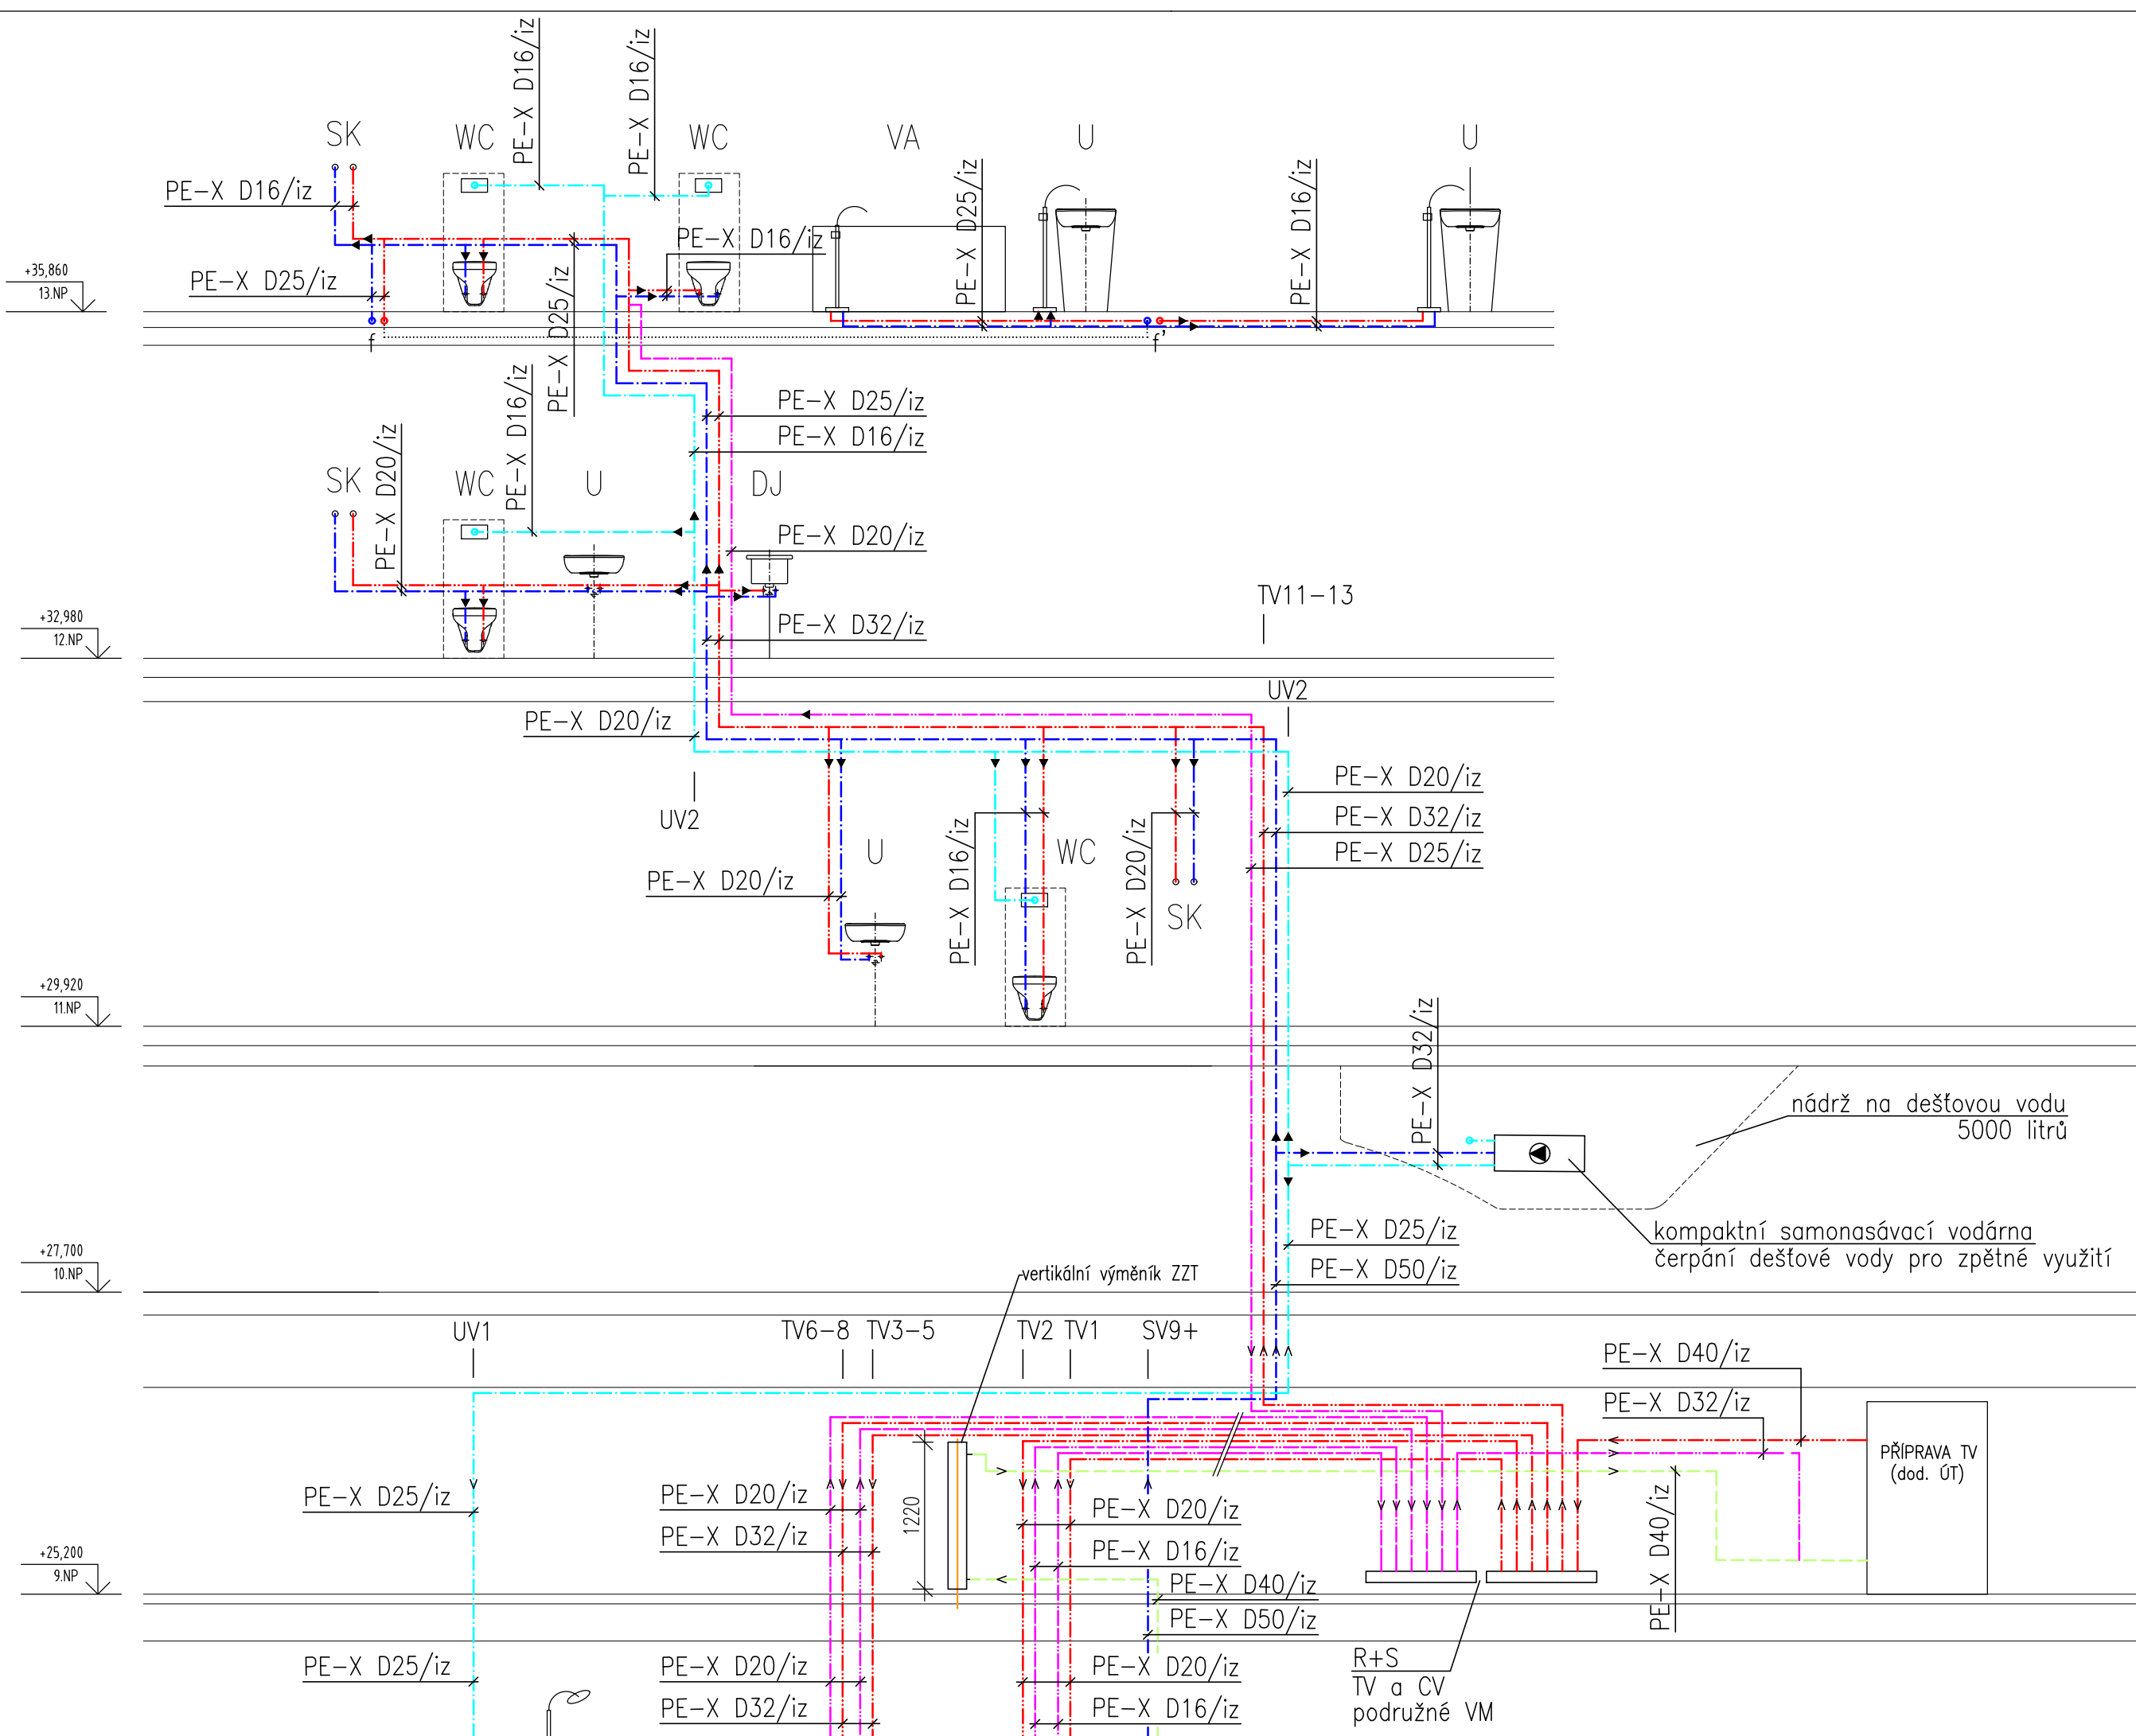 PE-X D16/iz
PE-X D16/iz
SK
WC
WC
VA
U
U
PE-X D16/iz
PE-X D25/iz
PE-X D16/iz
PE-X D16/iz
PE-X D25/iz
PE-X D25/iz
+35,860
13.NP
f
f'
PE-X D16/iz
PE-X D25/iz
PE-X D16/iz
PE-X D20/iz
SK
WC
U
DJ
PE-X D20/iz
TV11-13
+32,980
12.NP
PE-X D32/iz
UV2
PE-X D20/iz
UV2
PE-X D20/iz
PE-X D32/iz
PE-X D25/iz
U
PE-X D16/iz
WC
PE-X D20/iz
PE-X D20/iz
SK
+29,920
11.NP
PE-X D32/iz
nádrž na dešťovou vodu
5000 litrů
kompaktní samonasávací vodárna
čerpání dešťové vody pro zpětné využití
PE-X D25/iz
PE-X D50/iz
+27,700
10.NP
vertikální výměník ZZT
UV1
TV6-8
TV3-5
TV2
TV1
SV9+
PE-X D40/iz
PE-X D32/iz
PŘÍPRAVA TV
(dod. ÚT)
PE-X D25/iz
PE-X D20/iz
PE-X D32/iz
1220
PE-X D20/iz
PE-X D16/iz
PE-X D40/iz
PE-X D50/iz
PE-X D40/iz
+25,200
9.NP
PE-X D25/iz
PE-X D20/iz
PE-X D32/iz
PE-X D20/iz
PE-X D16/iz
R+S
TV a CV
podružné VM